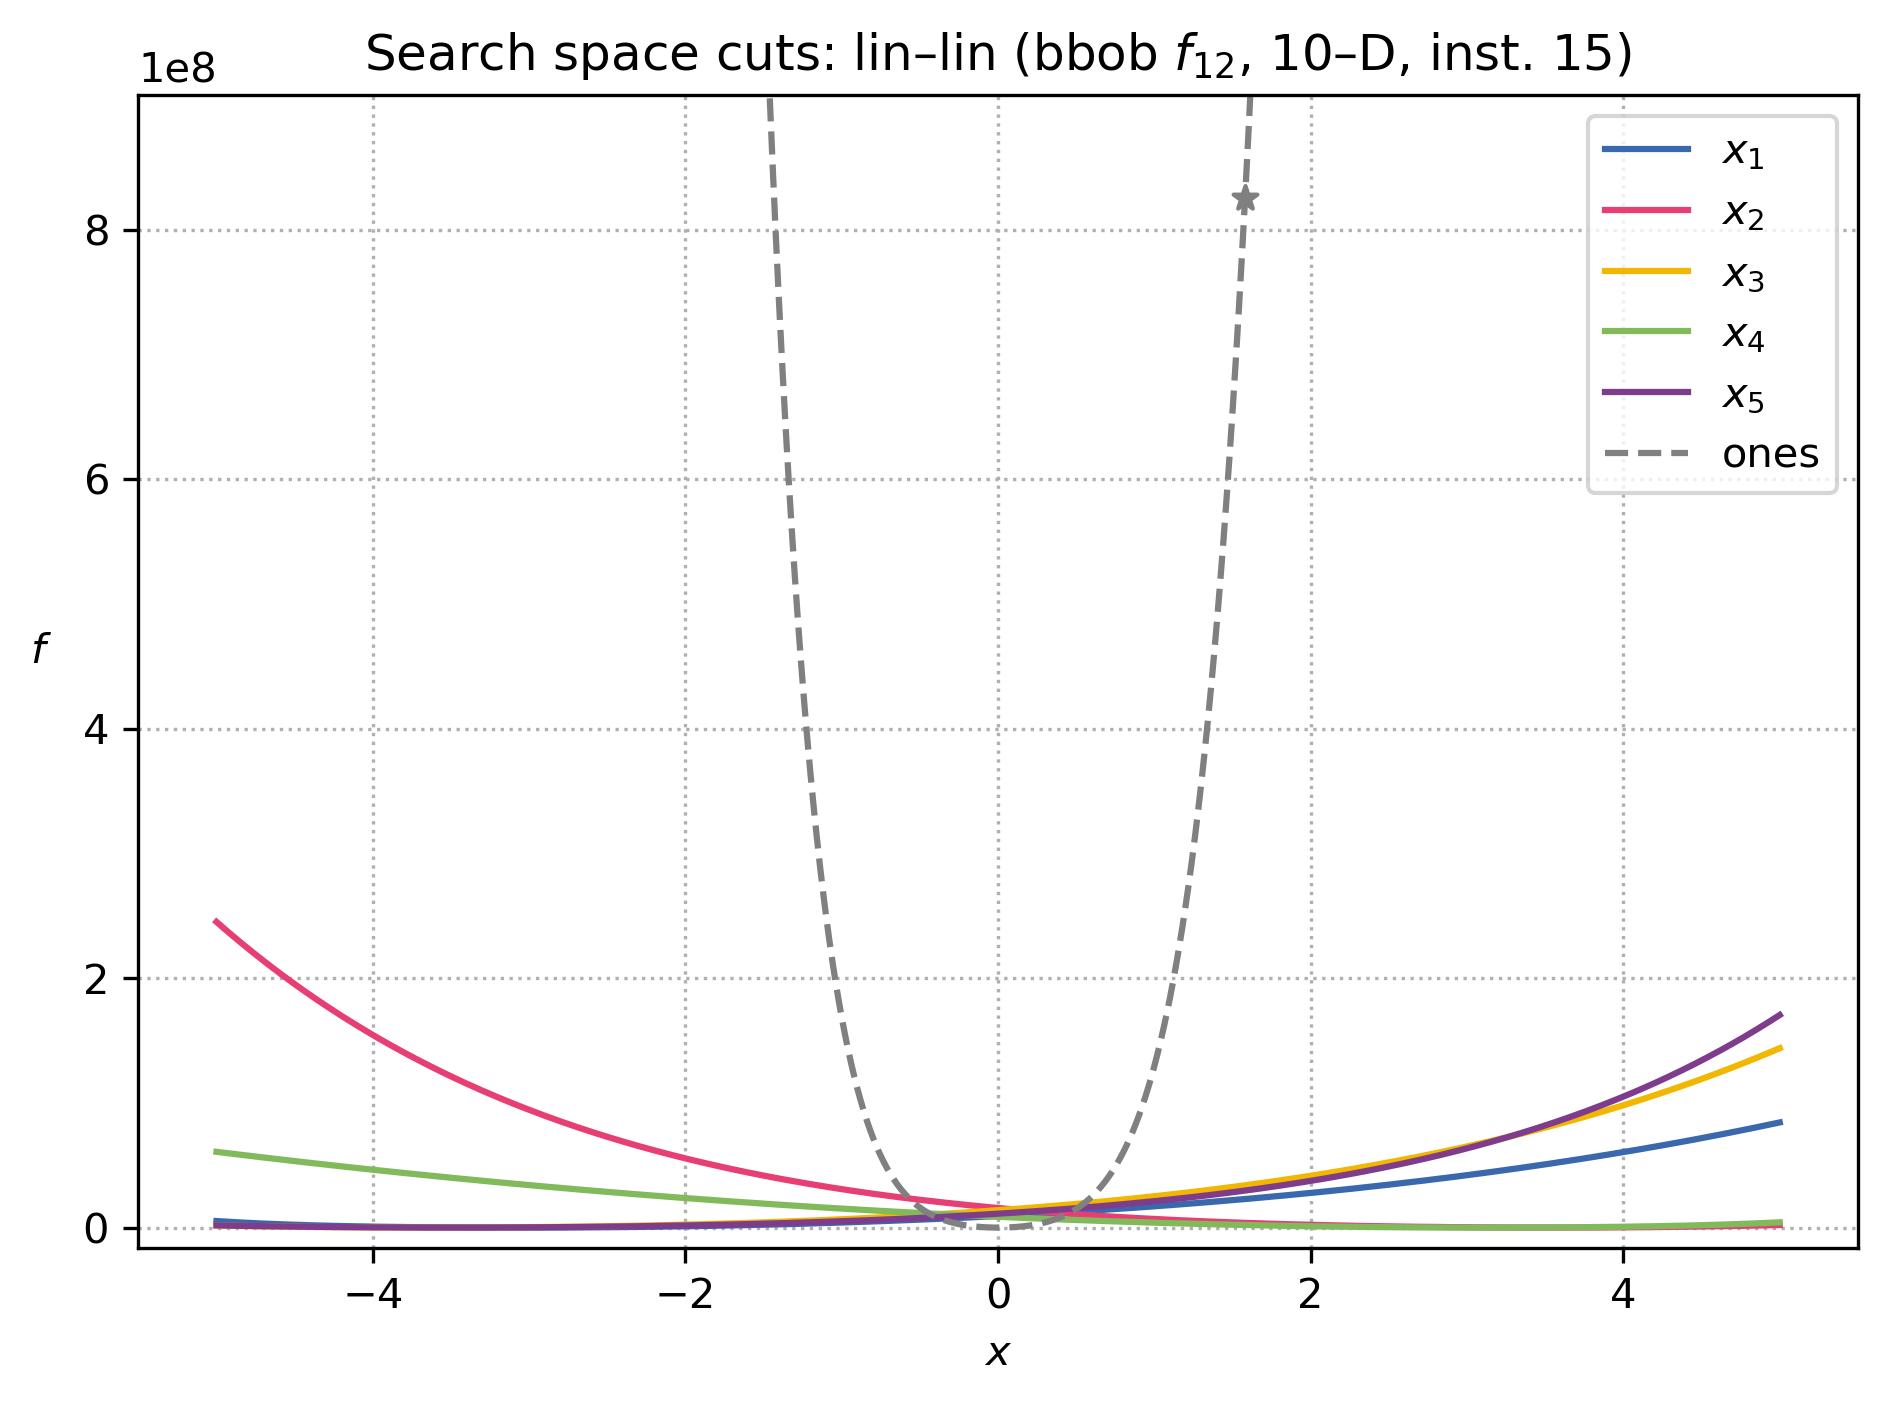 Search space cuts: lin–lin (bbob f12, 10–D, inst. 15)
1e8
x1
x2
x3
x4
x5
ones
8
6
4
2
0
f
−4
−2
0
2
4
x